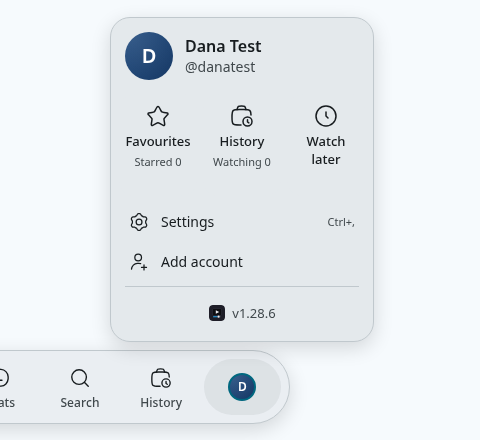 D
Dana Test
@danatest
Favourites
Starred 0
History
Watching 0
Watch
later
Settings
Ctrl+,
Add account
v1.28.6
ats
Search
History
D